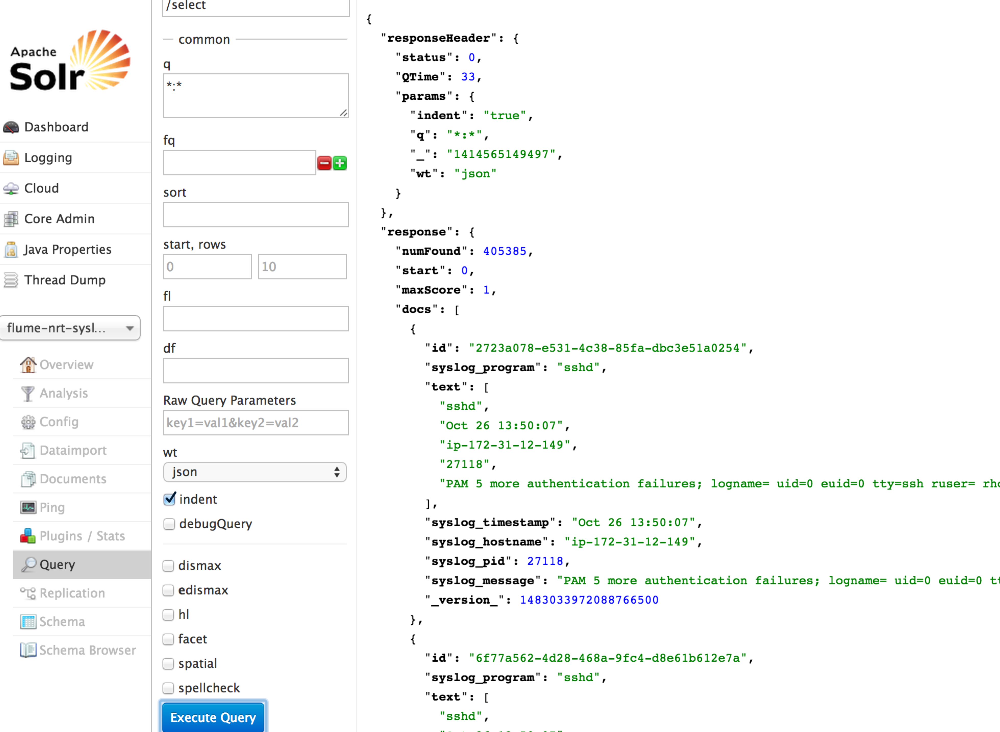 Apache
Solr
Dashboard
Logging
Cloud
Core Admin
Java Properties
Thread Dump
flume-nrt-sysl...
Overview
Analysis
Config
Dataimport
Documents
Ping
Plugins / Stats
Query
Replication
Schema
Schema Browser
/select
common
q
*:*
fq
sort
start, rows
0 10
fl
df
Raw Query Parameters
key1=val1&key2=val2
wt
json
indent
debugQuery
dismax
edismax
hl
facet
spatial
spellcheck
Execute Query
{
"responseHeader": {
"status": 0,
"QTime": 33,
"params": {
"indent": "true",
"q": "*:*",
"_": "1414565149497",
"wt": "json"
}
},
"response": {
"numFound": 405385,
"start": 0,
"maxScore": 1,
"docs": [
{
"id": "2723a078-e531-4c38-85fa-dbc3e51a0254",
"syslog_program": "sshd",
"text": [
"sshd",
"Oct 26 13:50:07",
"ip-172-31-12-149",
"27118",
"PAM 5 more authentication failures; logname= uid=0 euid=0 tty=ssh ruser=
],
"syslog_timestamp": "Oct 26 13:50:07",
"syslog_hostname": "ip-172-31-12-149",
"syslog_pid": 27118,
"syslog_message": "PAM 5 more authentication failures; logname= uid=0 euid=0
"_version_": 1483033972088766500
},
{
"id": "6f77a562-4d28-468a-9fc4-d8e61b612e7a",
"syslog_program": "sshd",
"text": [
"sshd",